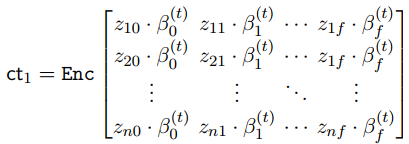 ct₁ = Enc [ z₁₀ · β₀⁽ᵗ⁾ z₁₁ · β₁⁽ᵗ⁾ ⋯ z₁f · βf⁽ᵗ⁾
z₂₀ · β₀⁽ᵗ⁾ z₂₁ · β₁⁽ᵗ⁾ ⋯ z₁f · βf⁽ᵗ⁾
⋮ ⋮ ⋱ ⋮
zₙ₀ · β₀⁽ᵗ⁾ zₙ₁ · β₁⁽ᵗ⁾ ⋯ zₙf · βf⁽ᵗ⁾ ]